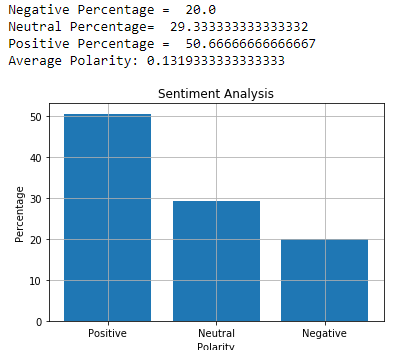 Negative Percentage =  20.0
Neutral Percentage=  29.333333333333332
Positive Percentage =  50.66666666666667
Average Polarity: 0.1319333333333333
Sentiment Analysis
50
40
30
20
10
0
Percentage
Positive Neutral Negative
Polarity